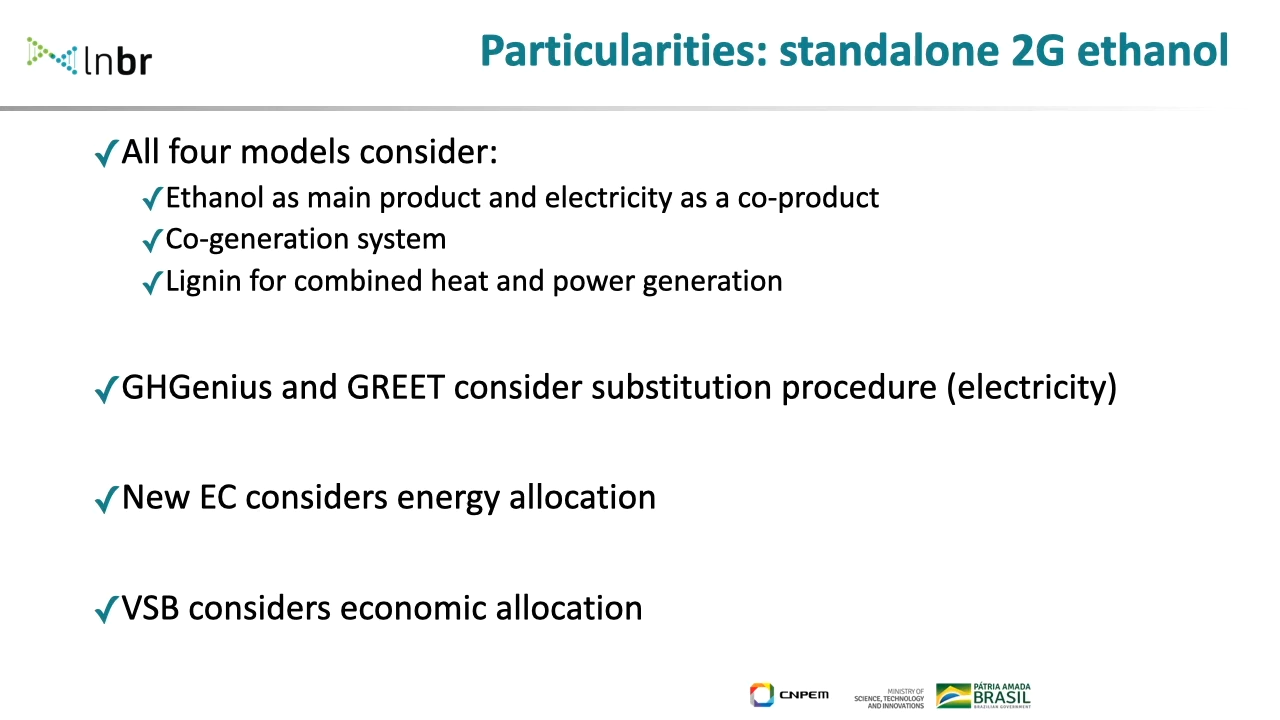 lnbr
Particularities: standalone 2G ethanol
✓All four models consider:
✓Ethanol as main product and electricity as a co-product
✓Co-generation system
✓Lignin for combined heat and power generation
✓GHGenius and GREET consider substitution procedure (electricity)
✓New EC considers energy allocation
✓VSB considers economic allocation
CNPEM
MINISTRY OF
SCIENCE, TECHNOLOGY
AND INNOVATIONS
PÁTRIA AMADA
BRASIL
BRAZILIAN GOVERNMENT